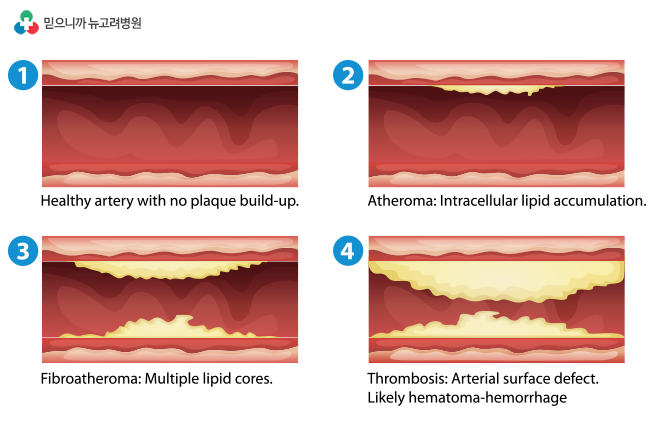 믿으니까 뉴고려병원
1
2
Healthy artery with no plaque build-up.
Atheroma: Intracellular lipid accumulation.
3
4
Fibroatheroma: Multiple lipid cores.
Thrombosis: Arterial surface defect.
Likely hematoma-hemorrhage